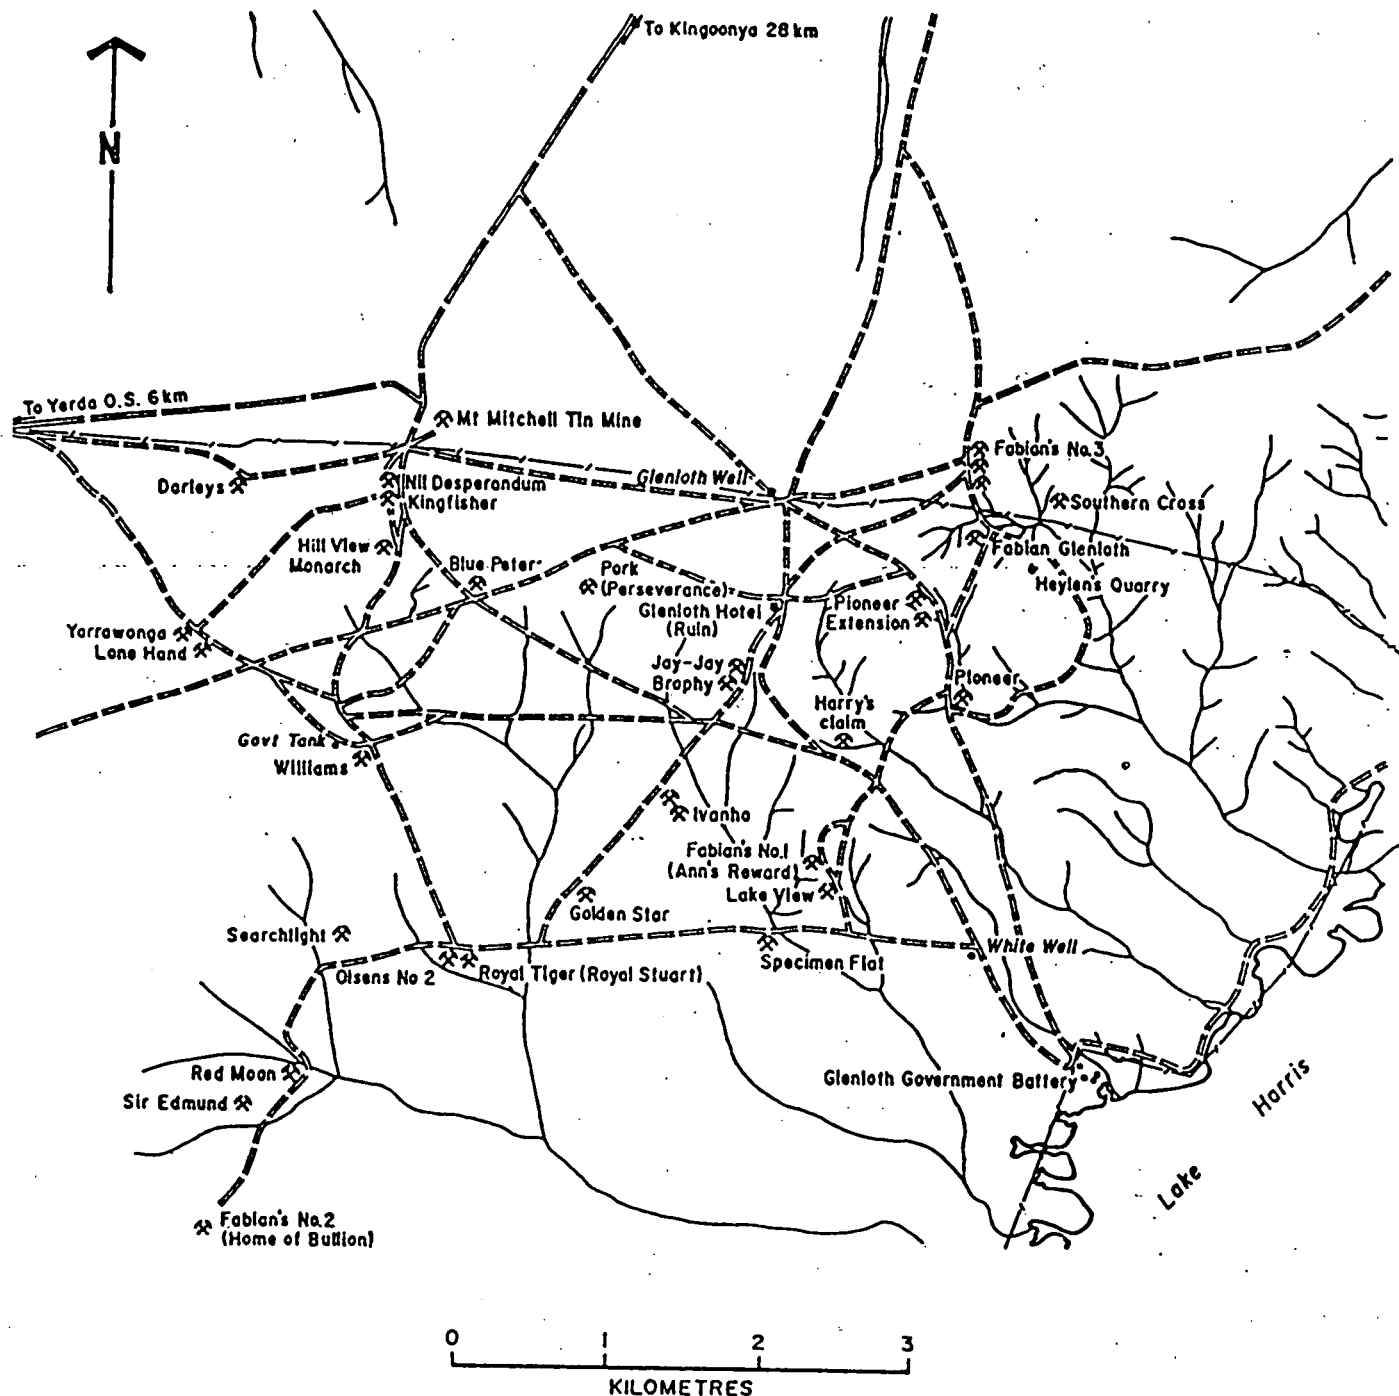 To Kingoonya 28 km
N
To Yerda O.S. 6 km
Mt Mitchell Tin Mine
Glenloth Well
Fabian's No.3
Darleys
Nil Desperandum
Kingfisher
Southern Cross
Hill View
Monarch
Fabian Glenloth
Blue Peter
Pork
(Perseverance)
Heylen's Quarry
Glenloth Hotel
(Ruin)
Pioneer
Extension
Yarrawonga
Lone Hand
Jay-Jay
Brophy
Pioneer
Harry's
claim
Govt Tank
Williams
Ivanho
Fabian's No.1
(Ann's Reward)
Lake View
Golden Star
Searchlight
White Well
Specimen Flat
Olsens No 2
Royal Tiger (Royal Stuart)
Red Moon
Glenloth Government Battery
Sir Edmund
Lake Harris
Fabian's No.2
(Home of Bullion)
0 1 2 3
KILOMETRES